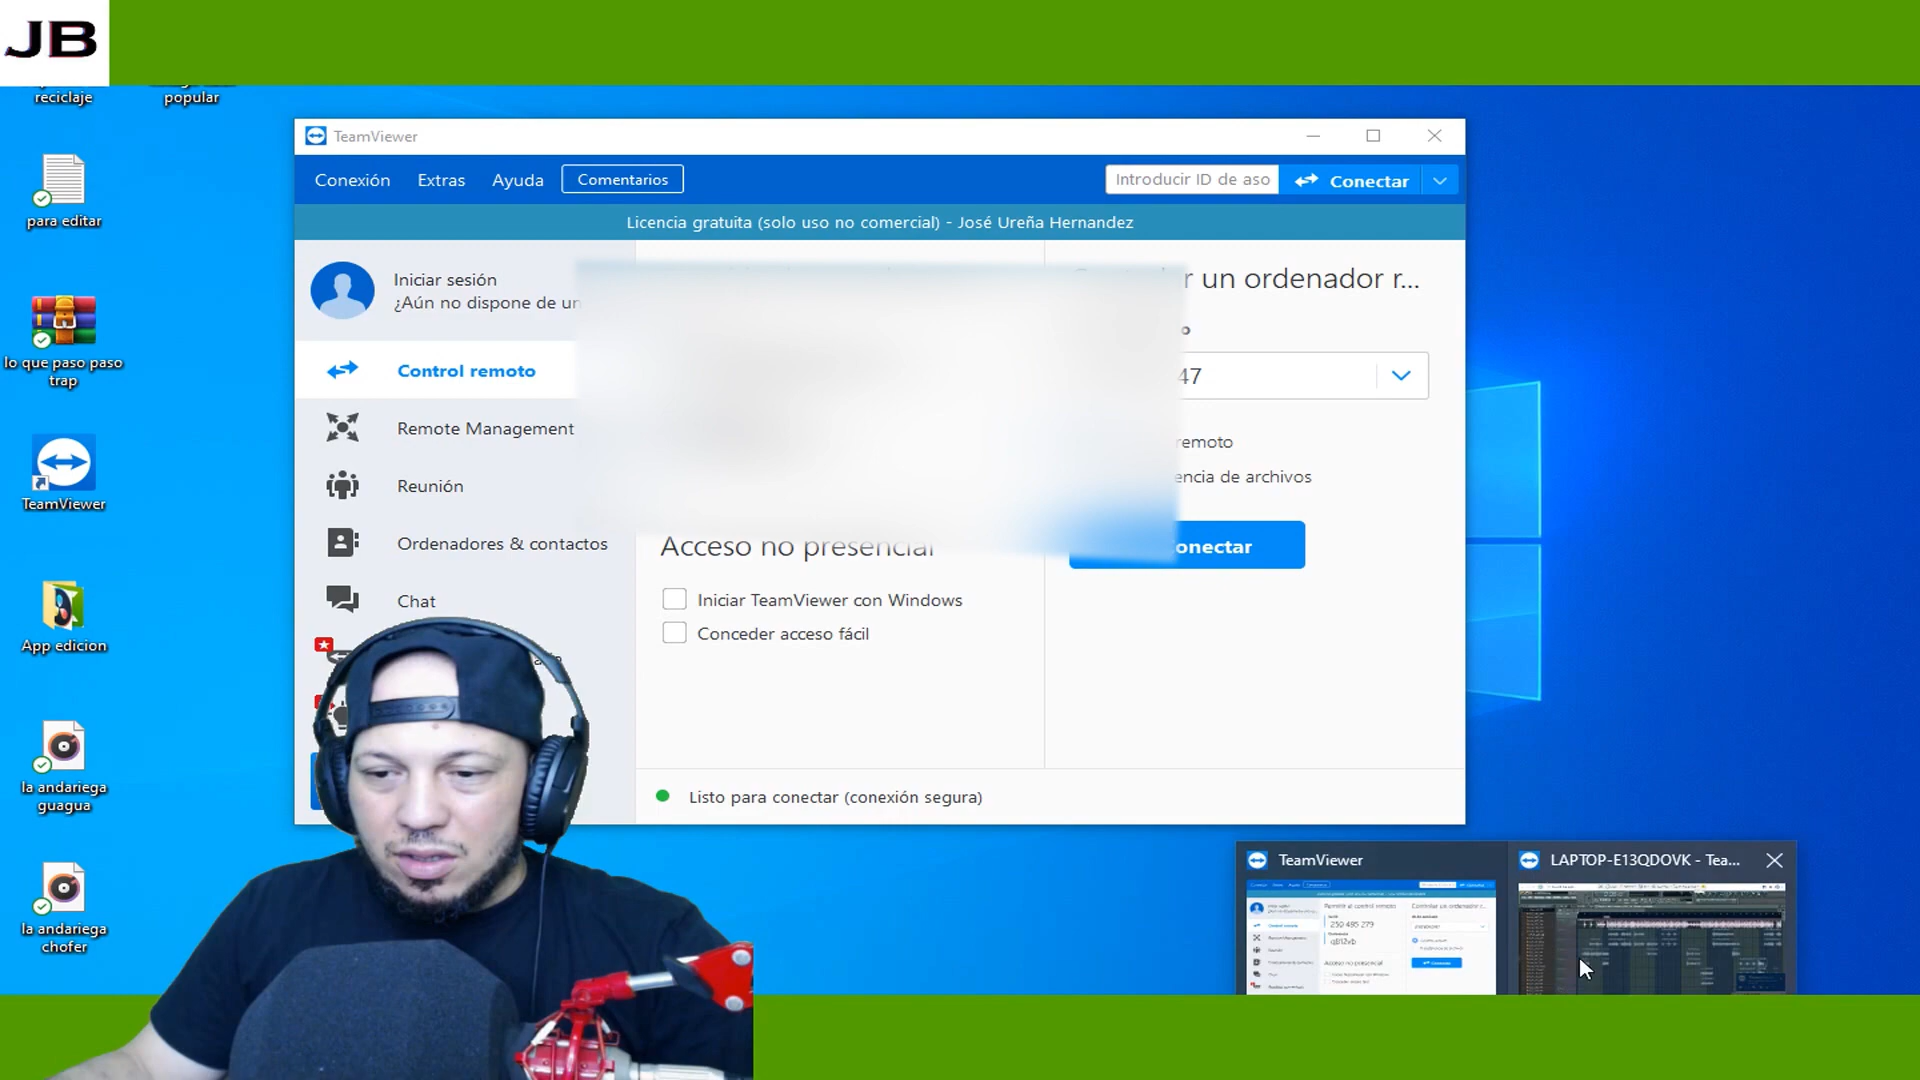 JB
reciclaje
popular
para editar
lo que paso paso
trap
TeamViewer
App edicion
la andariega
guagua
la andariega
chofer
TeamViewer
Conexión
Extras
Ayuda
Comentarios
Introducir ID de aso
Conectar
Licencia gratuita (solo uso no comercial) - José Ureña Hernandez
Iniciar sesión
¿Aún no dispone de un
Control remoto
Remote Management
Reunión
Ordenadores & contactos
Chat
Acceso no presencial
Iniciar TeamViewer con Windows
Conceder acceso fácil
Listo para conectar (conexión segura)
r un ordenador r...
o
47
remoto
encia de archivos
onectar
TeamViewer
LAPTOP-E13QDOVK - Tea...